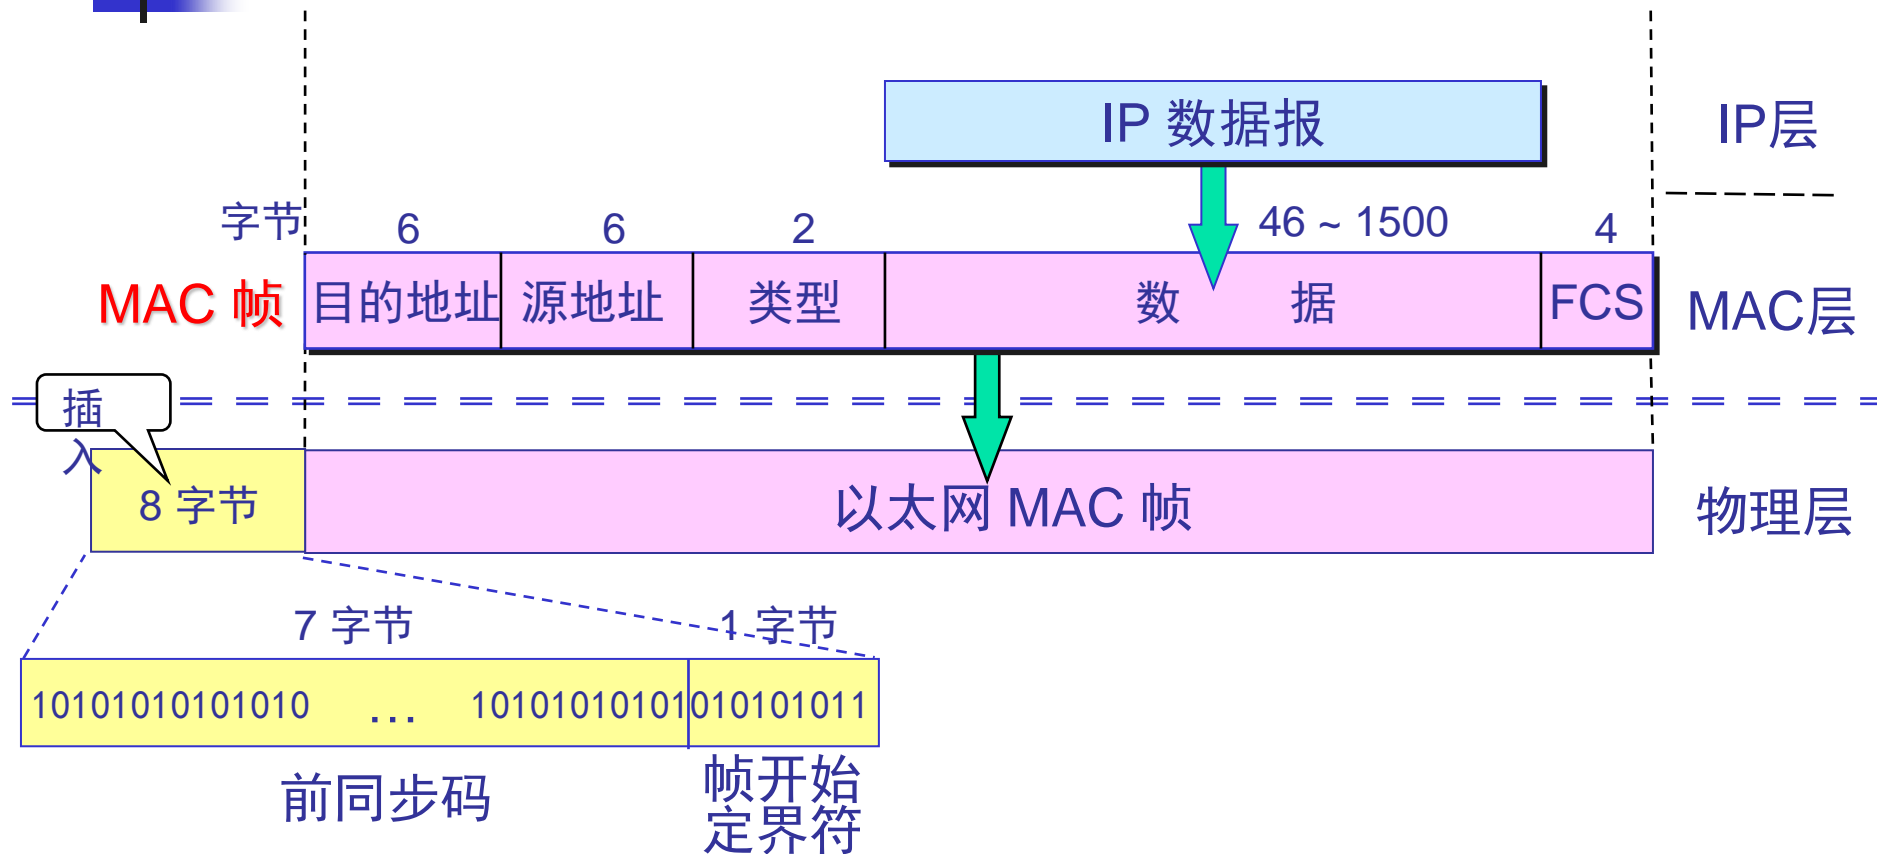 IP 数据报
IP层
字节
6
6
2
46 ~ 1500
4
MAC 帧
目的地址
源地址
类型
数 据
FCS
MAC层
插
入
8 字节
以太网 MAC 帧
物理层
7 字节
1 字节
10101010101010 … 10101010101010101011
前同步码
帧开始
定界符